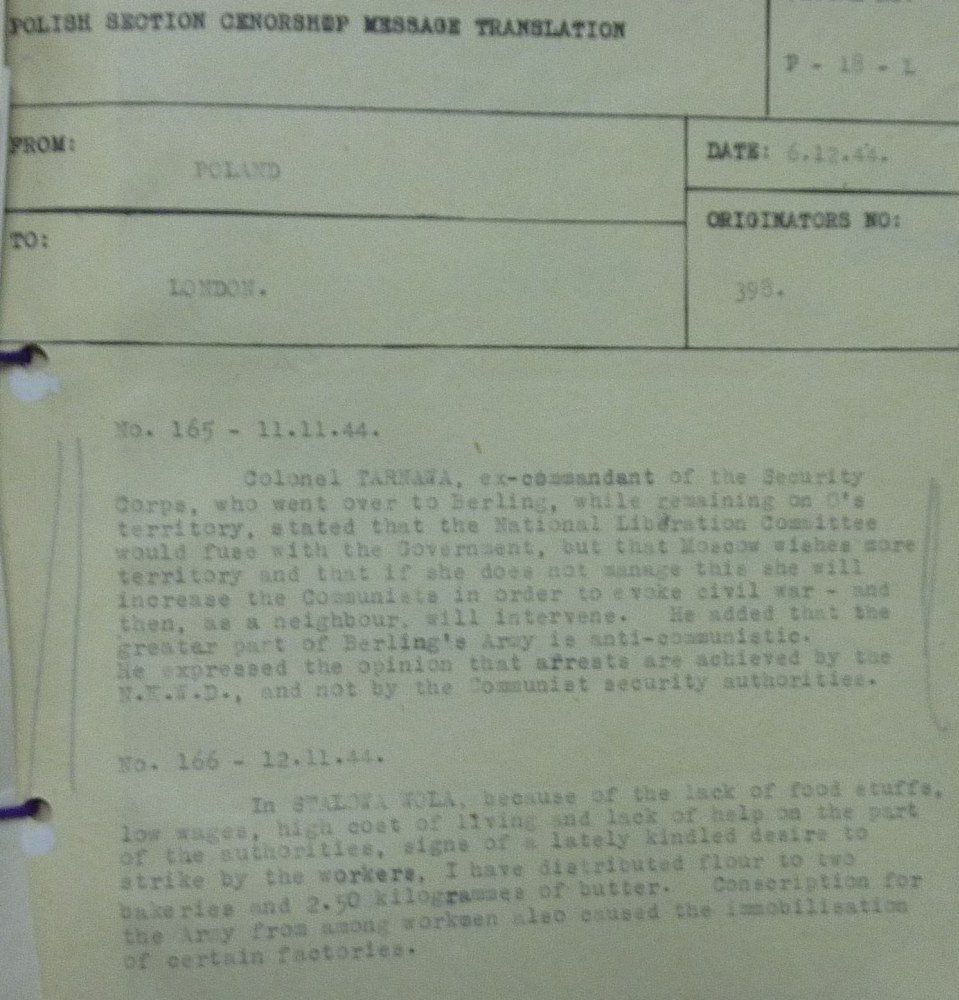 POLISH SECTION CENORSHOP MESSAGE TRANSLATION
P - 18 - L
FROM:
POLAND
DATE: 6.12.44.
ORIGINATORS NO:
TO:
LONDON.
398.
No. 165 - 11.11.44.
Colonel TARNAWA, ex-commandant of the Security
Corps, who went over to Berling, while remaining on O's
territory, stated that the National Liberation Committee
would fuse with the Government, but that Moscow wishes more
territory and that if she does not manage this she will
increase the Communists in order to evoke civil war - and
then, as a neighbour, will intervene. He added that the
greater part of Berling's Army is anti-communistic.
He expressed the opinion that arrests are achieved by the
N.K.W.D., and not by the Communist security authorities.
No. 166 - 12.11.44.
In STALOWA WOLA, because of the lack of food stuffs,
low wages, high cost of living and lack of help on the part
of the authorities, signs of a lately kindled desire to
strike by the workers, I have distributed flour to two
bakeries and 2.50 kilogrammes of butter. Conscription for
the Army from among workmen also caused the immobilisation
of certain factories.